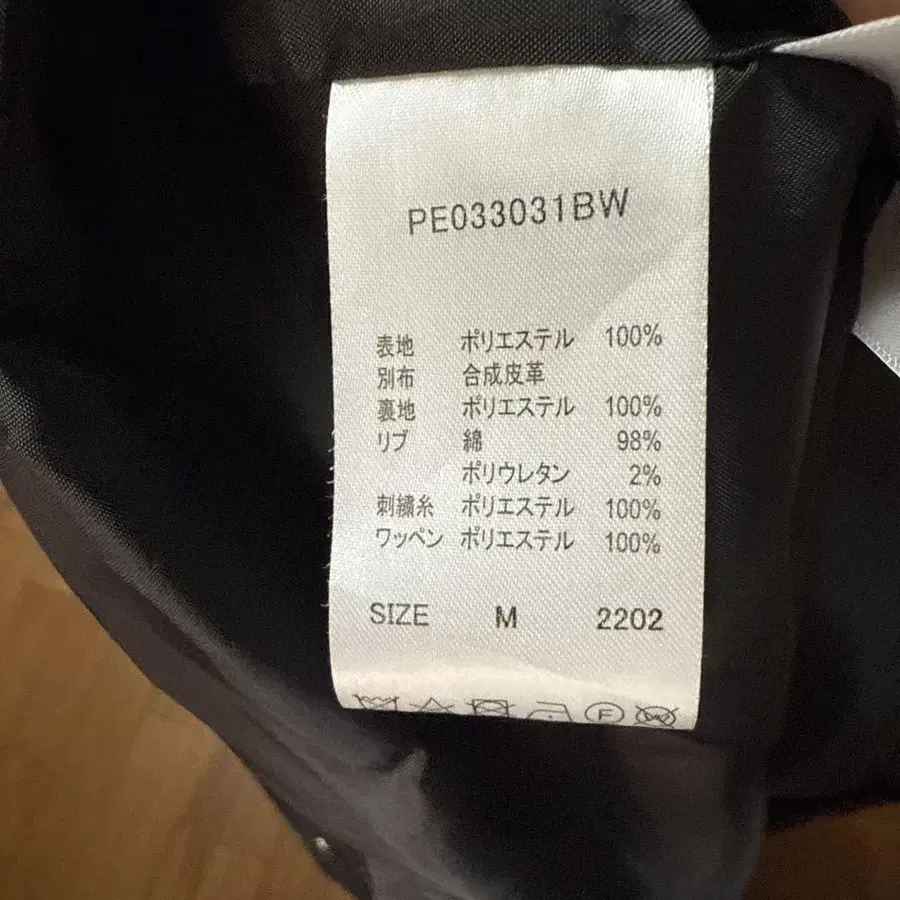 PE033031BW
表地 ポリエステル 100%
別布 合成皮革
裏地 ポリエステル 100%
リブ 綿 98%
ポリウレタン 2%
刺繍糸 ポリエステル 100%
ワッペン ポリエステル 100%
SIZE M 2202
F W